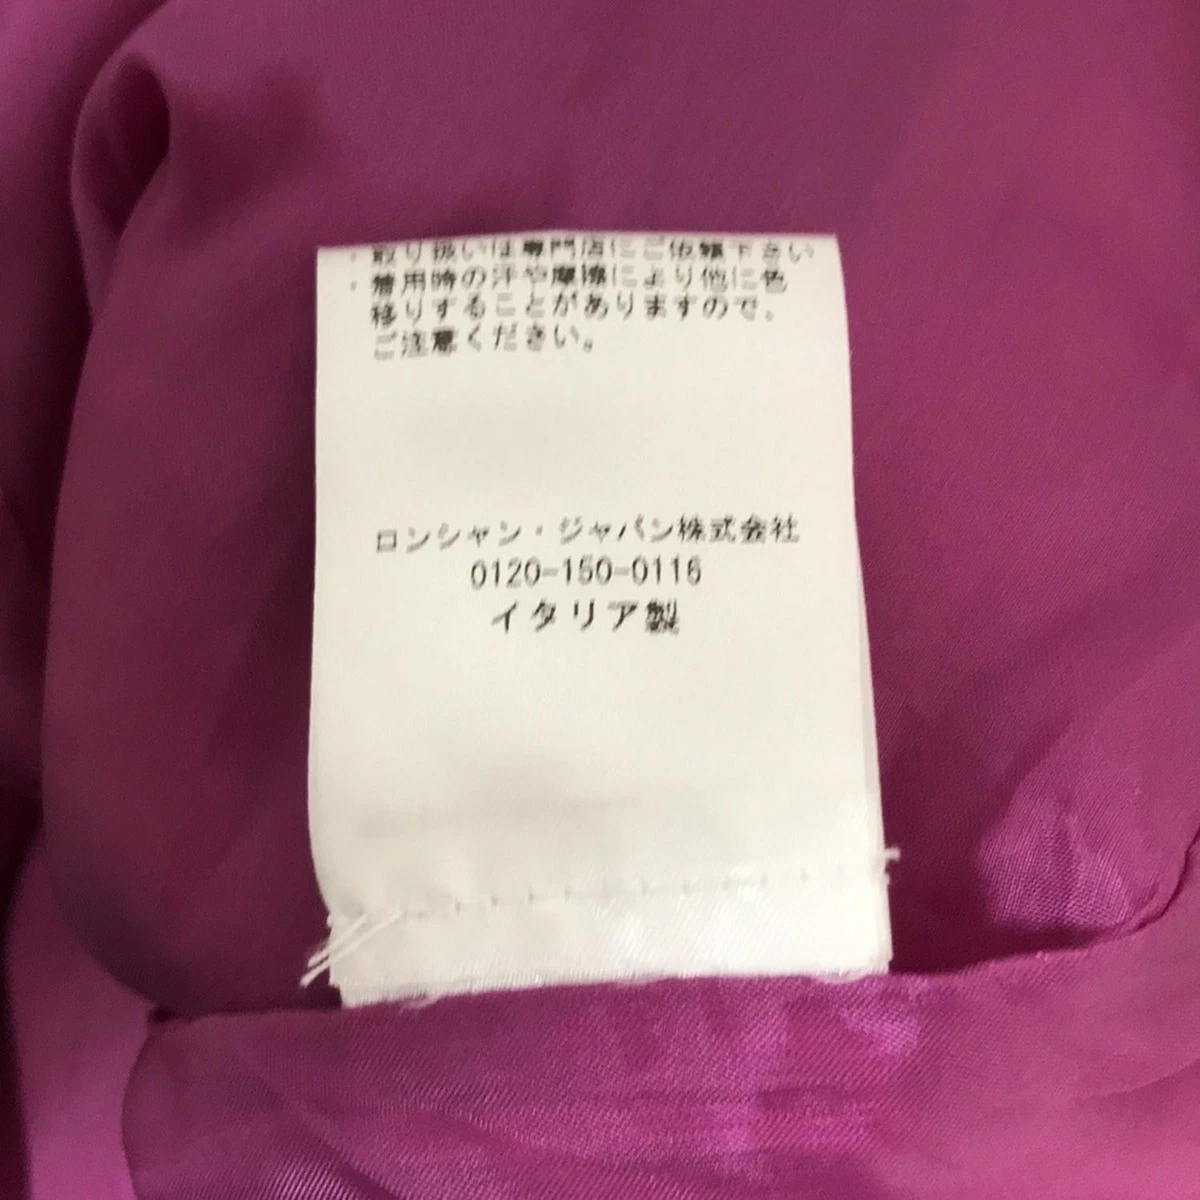 ・取り扱いは専門店にご依頼下さい
・着用時の汗や摩擦により他に色
移りすることがありますので、
ご注意ください。
ロンシャン・ジャパン株式会社
0120-150-0116
イタリア製